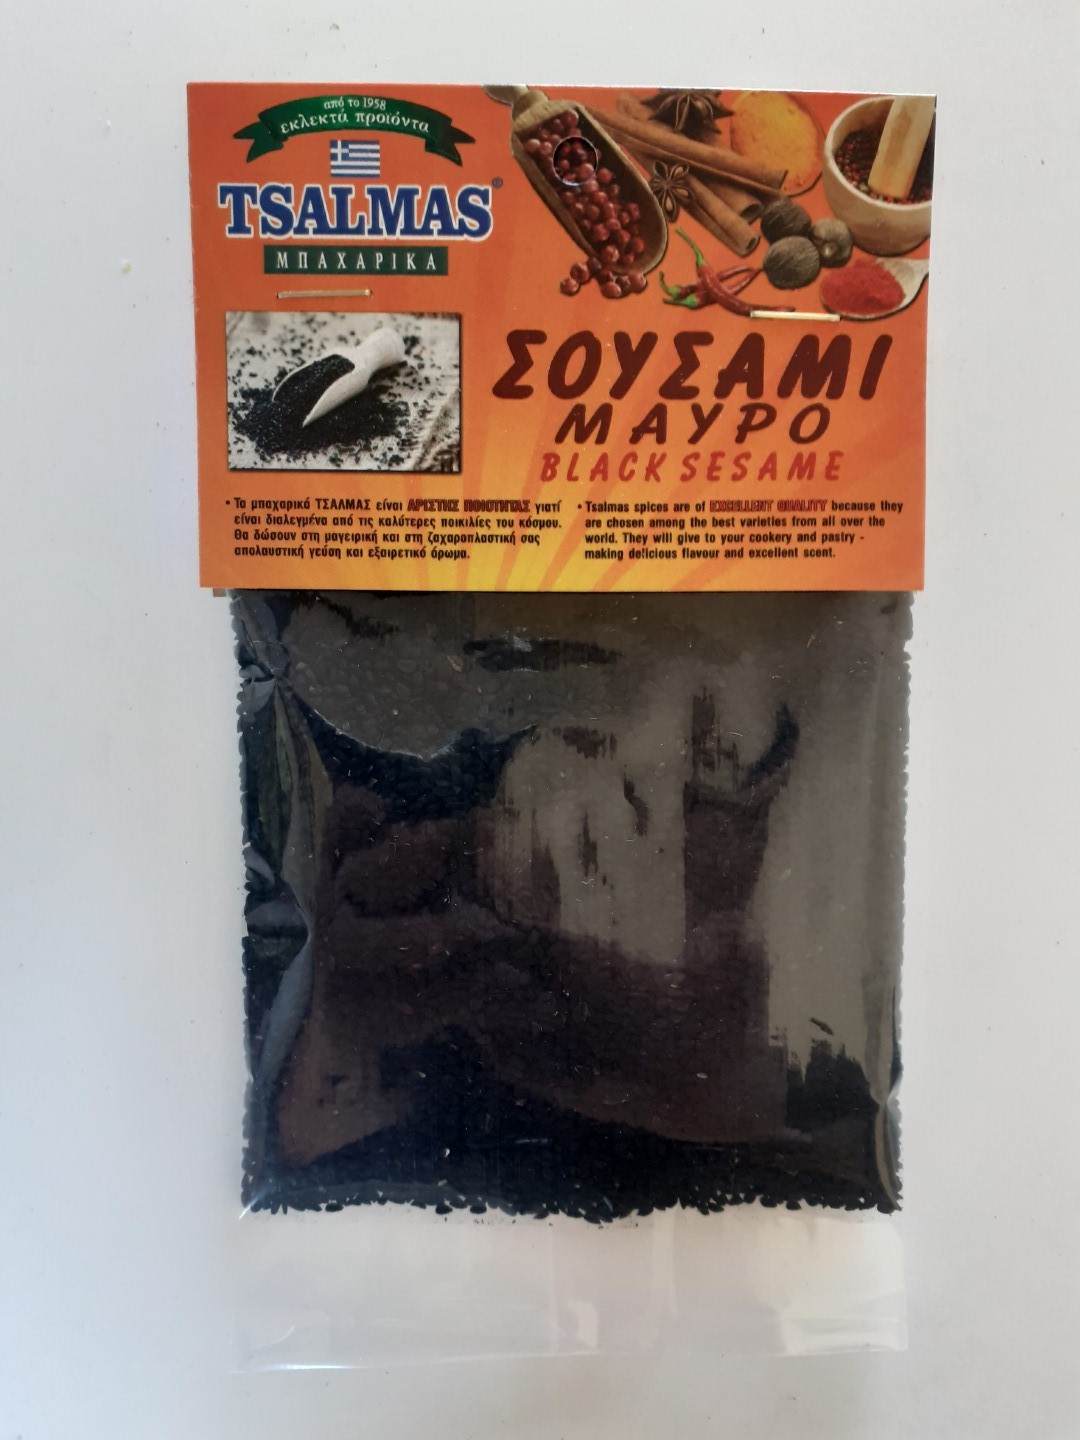 από το 1958
εκλεκτά προϊόντα
TSALMAS®
ΜΠΑΧΑΡΙΚΑ
ΣΟΥΣΑΜΙ
ΜΑΥΡΟ
BLACK SESAME
• Τα μπαχαρικά ΤΣΑΛΜΑΣ είναι ΑΡΙΣΤΗΣ ΠΟΙΟΤΗΤΑΣ γιατί
είναι διαλεγμένα από τις καλύτερες ποικιλίες του κόσμου.
Θα δώσουν στη μαγειρική και στη ζαχαροπλαστική σας
απολαυστική γεύση και εξαιρετικό άρωμα.
• Tsalmas spices are of EXCELLENT QUALITY because they
are chosen among the best varieties from all over the
world. They will give to your cookery and pastry -
making delicious flavour and excellent scent.